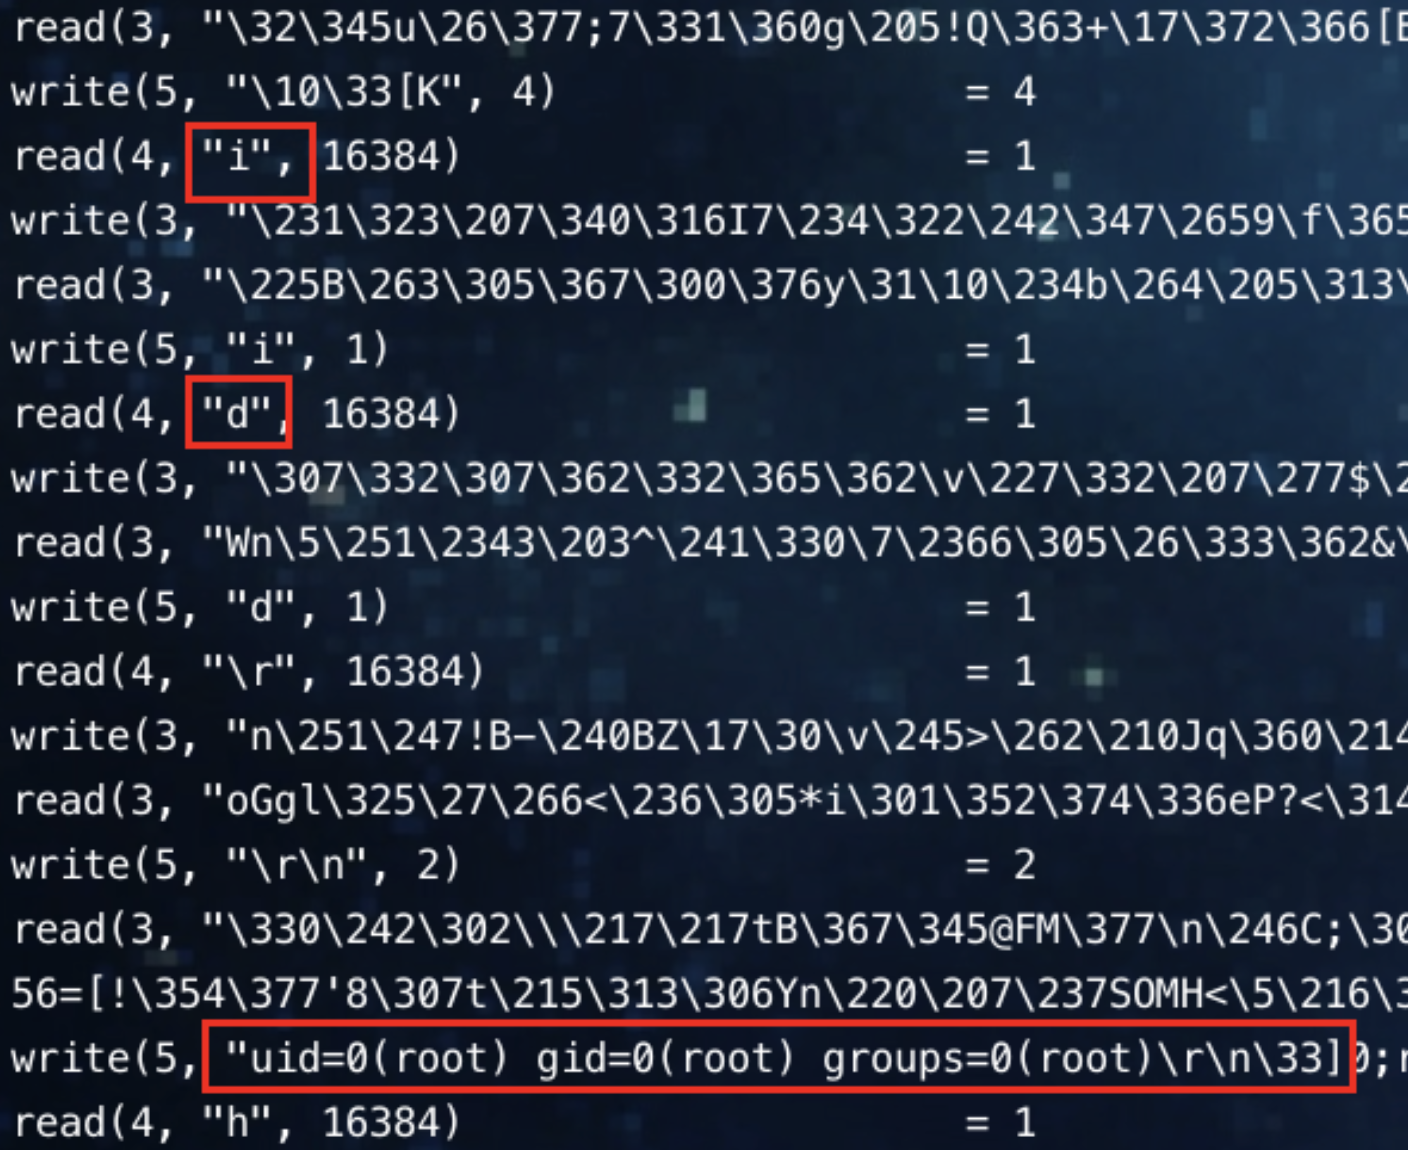 read(3, "\32\345u\26\377;7\331\360g\205!Q\363+\17\372\366[E
write(5, "\10\33[K", 4) = 4
read(4, "i", 16384) = 1
write(3, "\231\323\207\340\316I7\234\322\242\347\2659\f\365
read(3, "\225B\263\305\367\300\376y\31\10\234b\264\205\313\
write(5, "i", 1) = 1
read(4, "d", 16384) = 1
write(3, "\307\332\307\362\332\365\362\v\227\332\207\277$\2
read(3, "Wn\5\251\2343\203^\241\330\7\2366\305\26\333\362&\
write(5, "d", 1) = 1
read(4, "\r", 16384) = 1
write(3, "n\251\247!B-\240BZ\17\30\v\245>\262\210Jq\360\214
read(3, "oGgl\325\27\266<\236\305*i\301\352\374\336eP?<\314
write(5, "\r\n", 2) = 2
read(3, "\330\242\302\\\217\217tB\367\345@FM\377\n\246C;\30
56=[!\354\377'8\307t\215\313\306Yn\220\207\237SOMH<\5\216\3
write(5, "uid=0(root) gid=0(root) groups=0(root)\r\n\33]0;r
read(4, "h", 16384) = 1